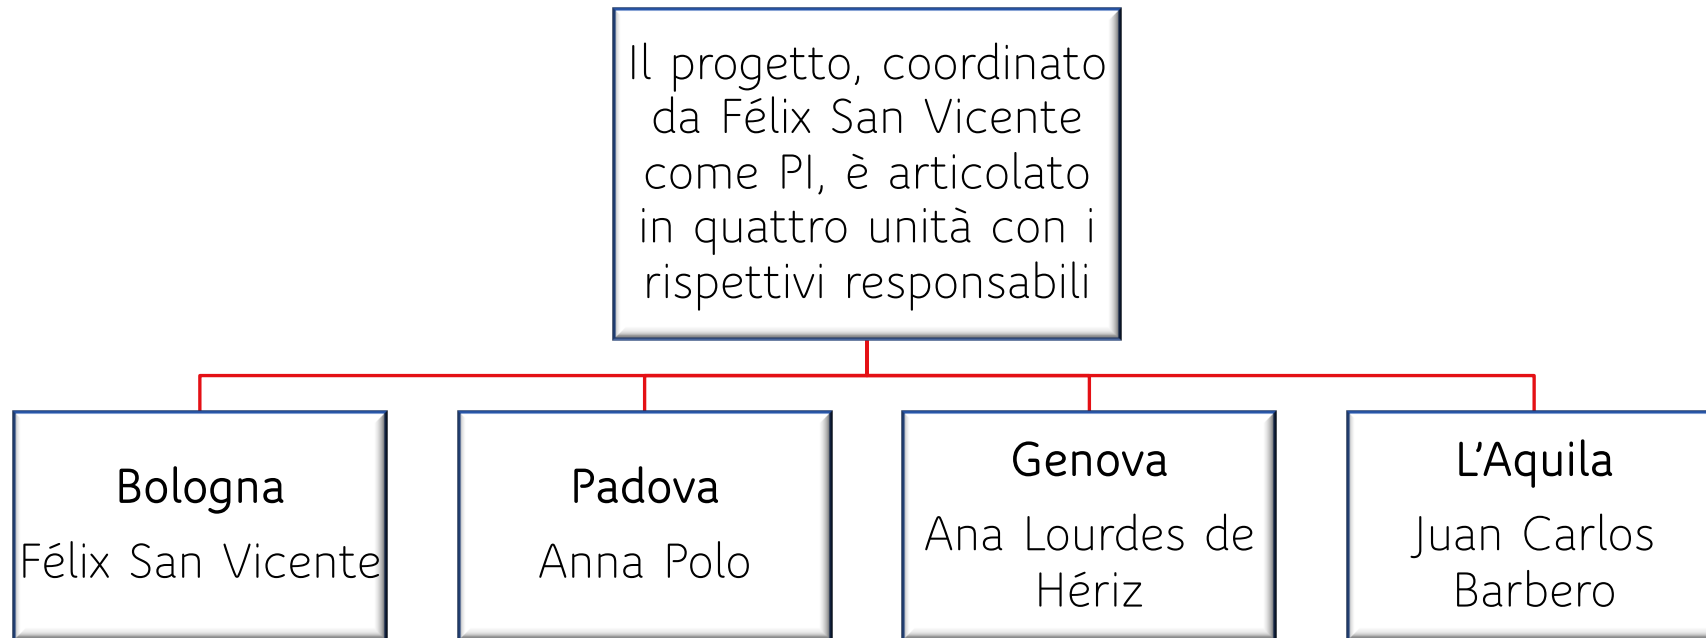 Il progetto, coordinato
da Félix San Vicente
come PI, è articolato
in quattro unità con i
rispettivi responsabili
Bologna
Félix San Vicente
Padova
Anna Polo
Genova
Ana Lourdes de
Hériz
L’Aquila
Juan Carlos
Barbero